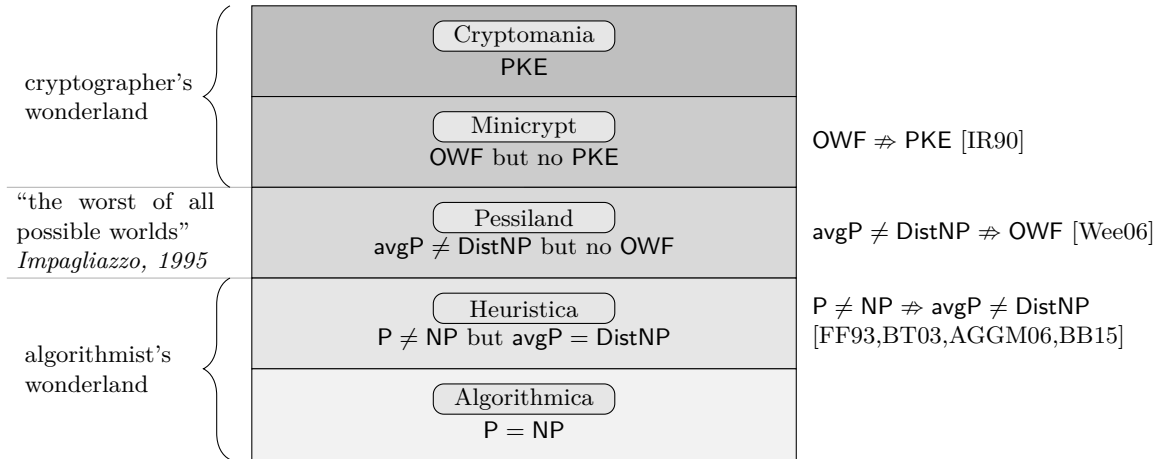 Cryptomania
PKE
cryptographer's
wonderland
Minicrypt
OWF but no PKE
OWF ⇏ PKE [IR90]
“the worst of all
possible worlds”
Impagliazzo, 1995
Pessiland
avgP ≠ DistNP but no OWF
avgP ≠ DistNP ⇏ OWF [Wee06]
Heuristica
P ≠ NP but avgP = DistNP
P ≠ NP ⇏ avgP ≠ DistNP
[FF93,BT03,AGGM06,BB15]
algorithmist's
wonderland
Algorithmica
P = NP